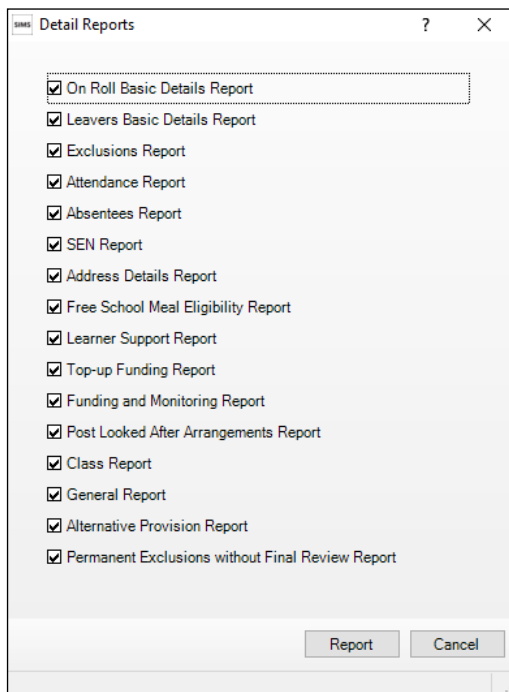 SIMS Detail Reports ?
On Roll Basic Details Report
Leavers Basic Details Report
Exclusions Report
Attendance Report
Absentees Report
SEN Report
Address Details Report
Free School Meal Eligibility Report
Learner Support Report
Top-up Funding Report
Funding and Monitoring Report
Post Looked After Arrangements Report
Class Report
General Report
Alternative Provision Report
Permanent Exclusions without Final Review Report
Report Cancel